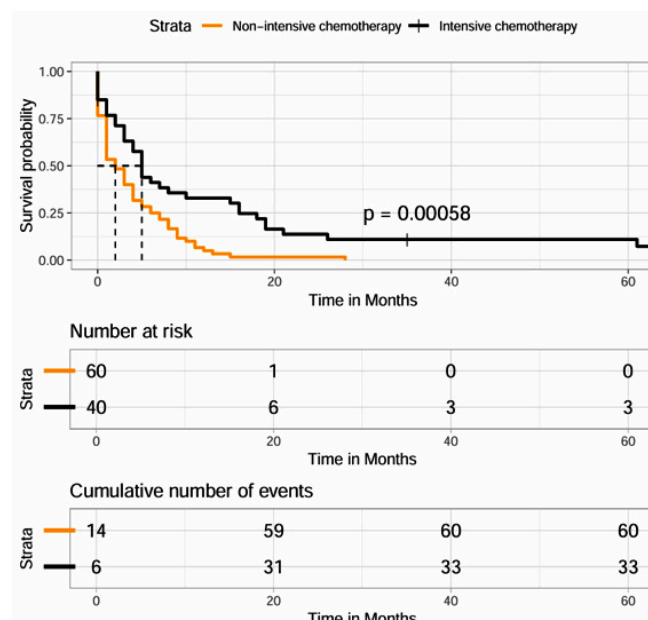 Strata Non-intensive chemotherapy Intensive chemotherapy
1.00
0.75
0.50
0.25
0.00
Survival probability
p = 0.00058
0 20 40 60
Time in Months
Number at risk
Strata
60 1 0 0
40 6 3 3
0 20 40 60
Time in Months
Cumulative number of events
Strata
14 59 60 60
6 31 33 33
0 20 40 60
Time in Months